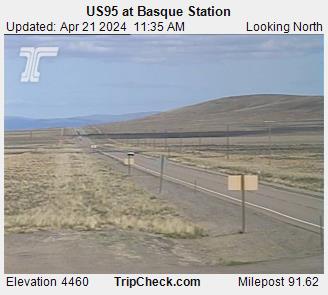 US95 at Basque Station
Updated: Apr 21 2024 11:35 AM Looking North
Elevation 4460 TripCheck.com Milepost 91.62